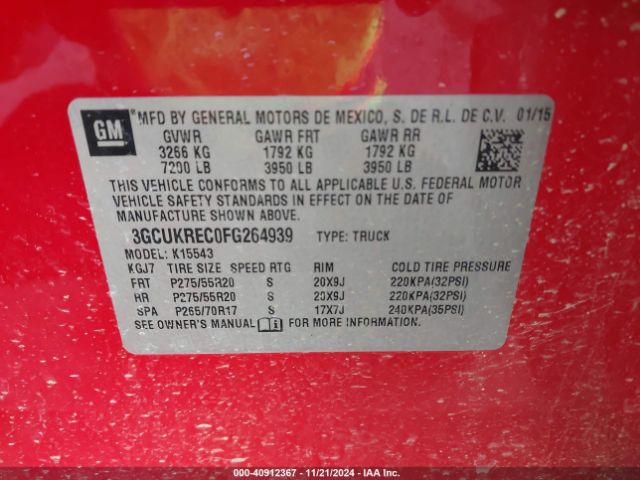 GM
MFD BY GENERAL MOTORS DE MEXICO, S. DE R.L. DE C.V. 01/15
GVWR GAWR FRT GAWR RR
3266 KG 1792 KG 1792 KG
7200 LB 3950 LB 3950 LB
THIS VEHICLE CONFORMS TO ALL APPLICABLE U.S. FEDERAL MOTOR
VEHICLE SAFETY STANDARDS IN EFFECT ON THE DATE OF
MANUFACTURE SHOWN ABOVE.
3GCUKREC0FG264939 TYPE: TRUCK
MODEL: K15543
KGJ7 TIRE SIZE SPEED RTG RIM COLD TIRE PRESSURE
FRT P275/55R20 S 20X9J 220KPA(32PSI)
RR P275/55R20 S 20X9J 220KPA(32PSI)
SPA P265/70R17 S 17X7J 240KPA(35PSI)
SEE OWNER'S MANUAL FOR MORE INFORMATION.
000-40912367 - 11/21/2024 - IAA Inc.